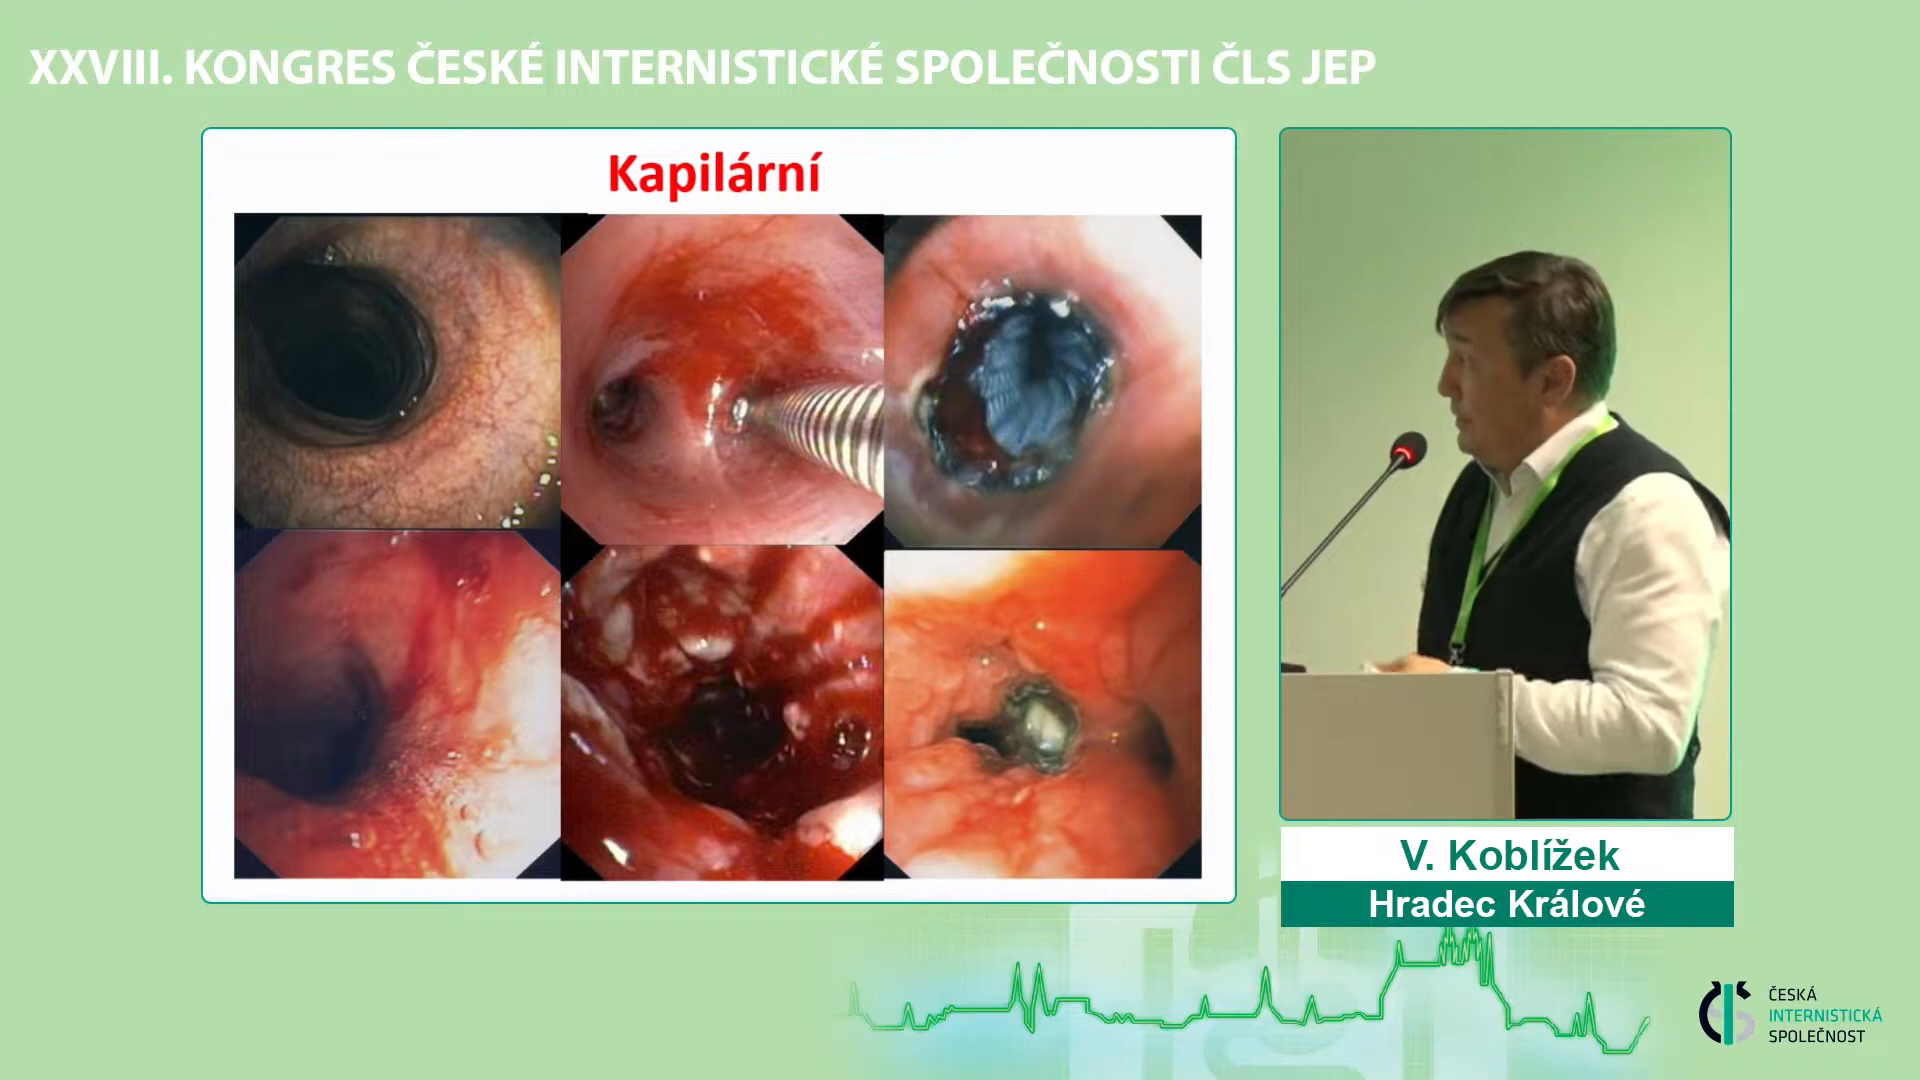 XXVIII. KONGRES ČESKÉ INTERNISTICKÉ SPOLEČNOSTI ČLS JEP
Kapilární
V. Koblížek
Hradec Králové
ČESKÁ
INTERNISTICKÁ
SPOLEČNOST